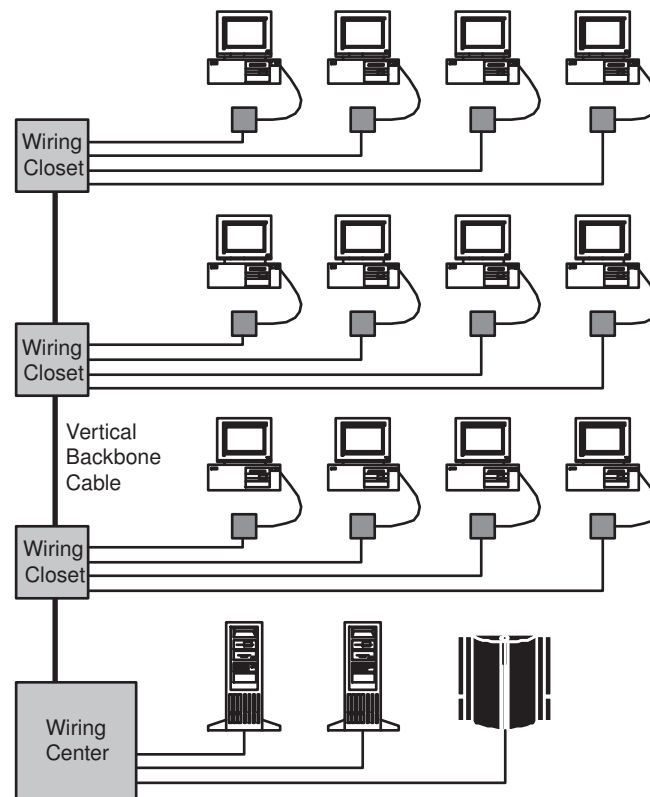 Wiring
Closet
Wiring
Closet
Vertical
Backbone
Cable
Wiring
Closet
Wiring
Center